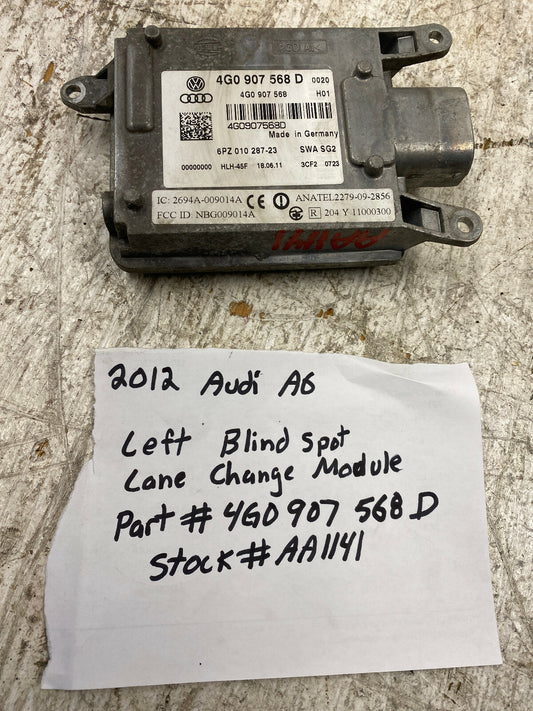 4G0 907 568 D 0020
4G0 907 568 H01
4G0907568D
Made in Germany
6PZ 010 287-23 SWA SG2
00000000 HLH-45F 18.06.11 3CF2 0723
IC: 2694A-009014A CE ANATEL2279-09-2856
FCC ID: NBG009014A R 204 Y 11000300
2012 Audi A6
Left Blind Spot
Lane Change Module
Part # 4G0 907 568 D
Stock # AA1141